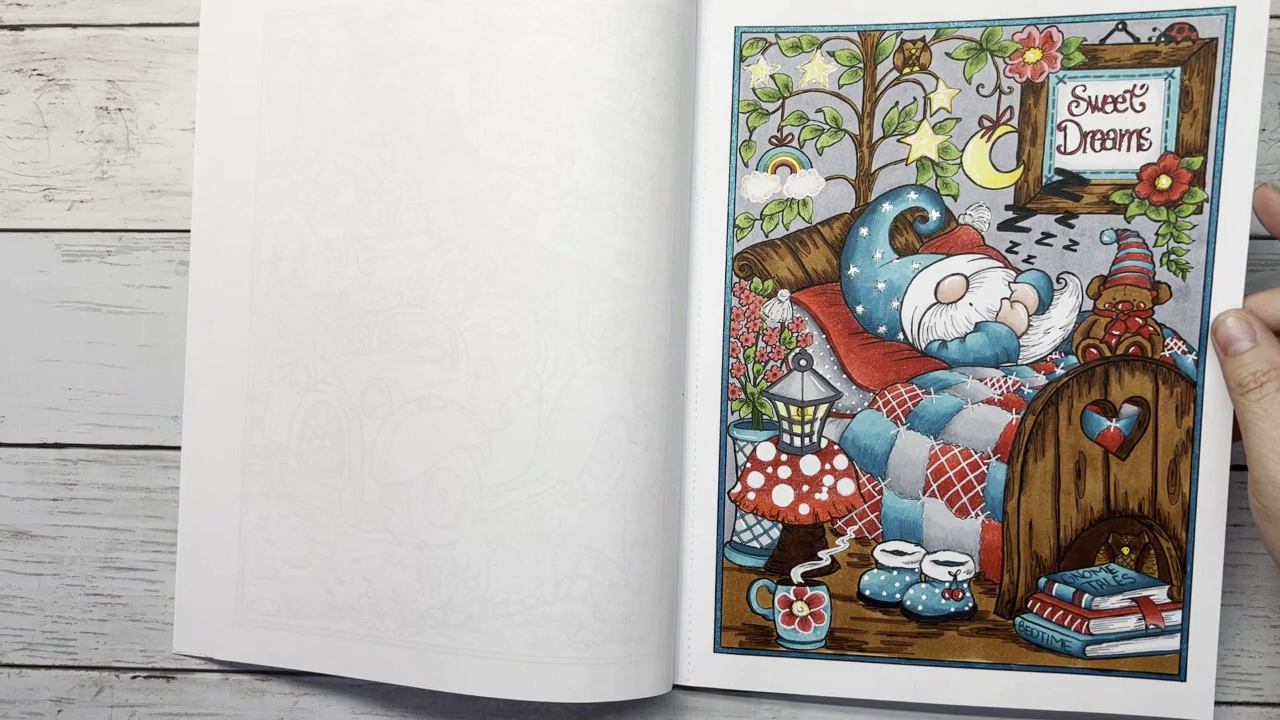 Sweet
Dreams
Z Z
Z Z Z
Z Z
GNOME
TALES
BEDTIME